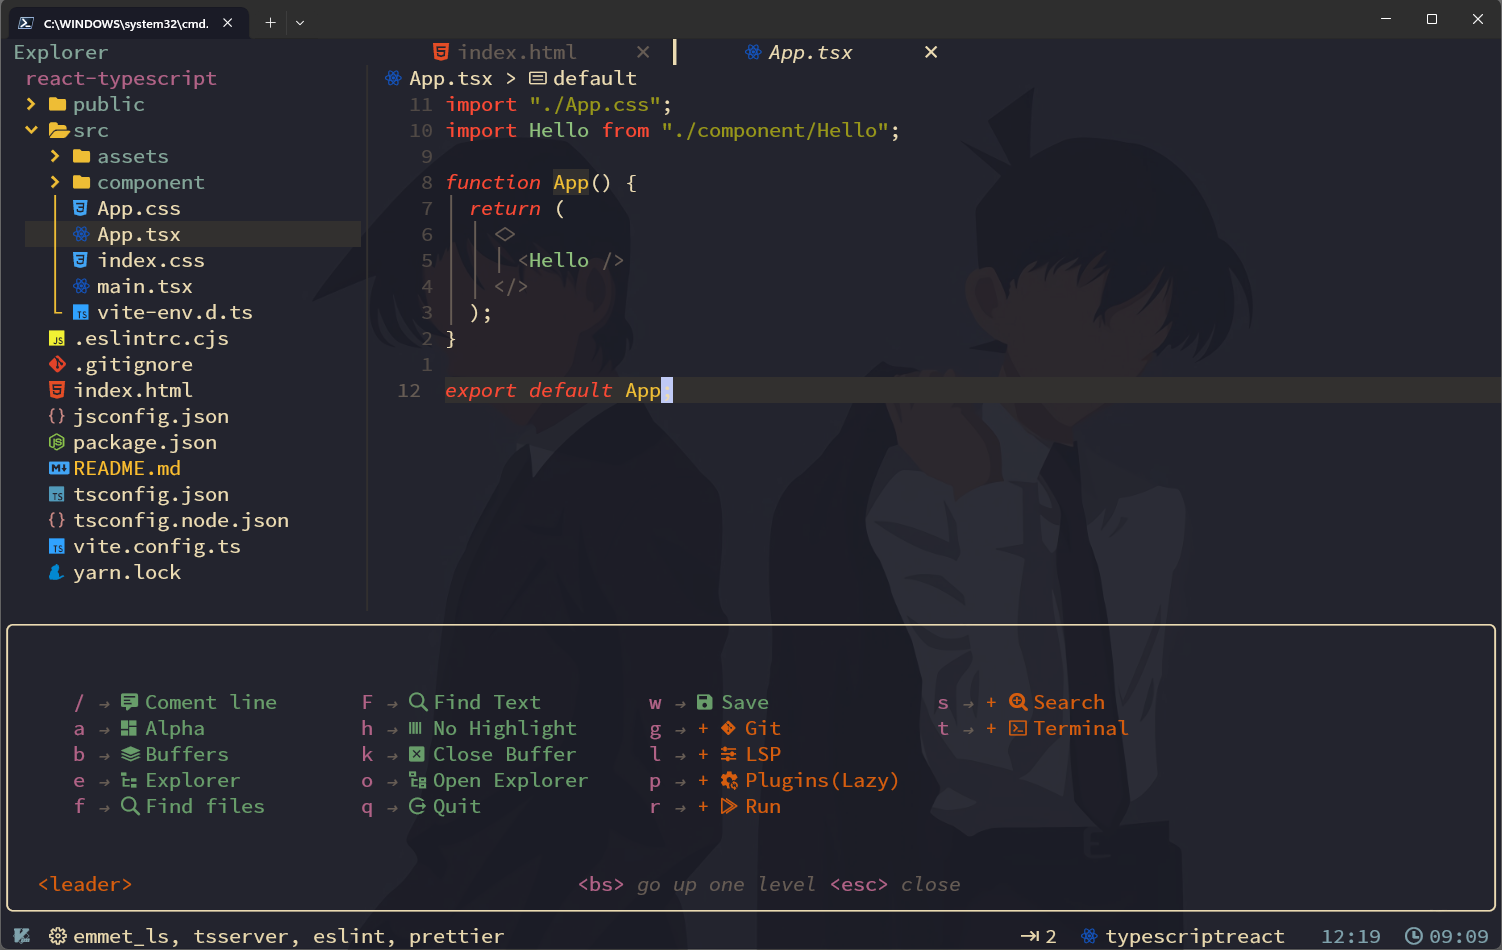 C:\WINDOWS\system32\cmd.
Explorer
index.html
App.tsx
react-typescript
App.tsx > default
public
src
assets
component
App.css
App.tsx
index.css
main.tsx
vite-env.d.ts
.eslintrc.cjs
.gitignore
index.html
jsconfig.json
package.json
README.md
tsconfig.json
tsconfig.node.json
vite.config.ts
yarn.lock
11 import "./App.css";
10 import Hello from "./component/Hello";
9
8 function App() {
7 return (
6 <>
5 <Hello />
4 </>
3 );
2 }
1
12 export default App;
/ → Coment line
a → Alpha
b → Buffers
e → Explorer
f → Find files
F → Find Text
h → No Highlight
k → Close Buffer
o → Open Explorer
q → Quit
w → Save
g → + Git
l → + LSP
p → + Plugins(Lazy)
r → + Run
s → + Search
t → + Terminal
<leader>
<bs> go up one level <esc> close
emmet_ls, tsserver, eslint, prettier
2 typescriptreact 12:19 09:09